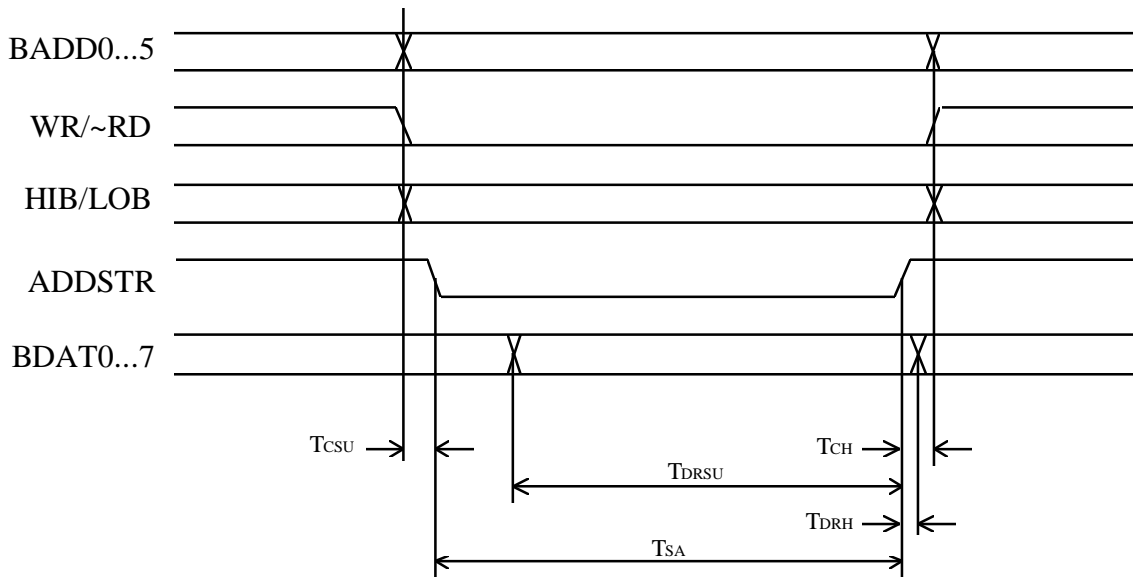 BADD0...5
WR/~RD
HIB/LOB
ADDSTR
BDAT0...7
TCSU
TCH
TDRSU
TDRH
TSA